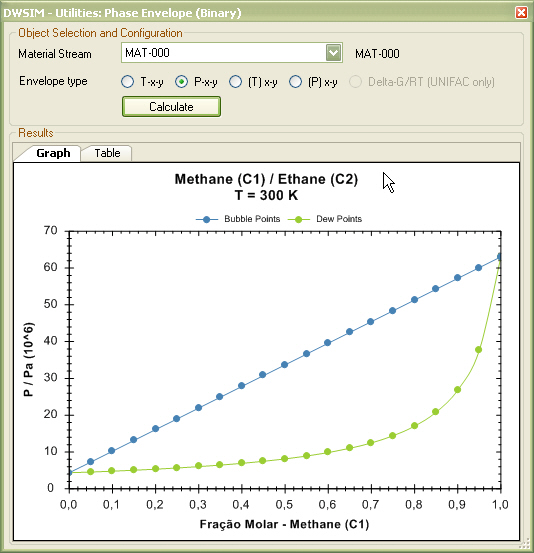 DWSIM - Utilities: Phase Envelope (Binary)
Object Selection and Configuration
Material Stream MAT-000 MAT-000
Envelope type T-x-y P-x-y (T) x-y (P) x-y Delta-G/RT (UNIFAC only)
Calculate
Results
Graph Table
Methane (C1) / Ethane (C2)
T = 300 K
Bubble Points Dew Points
P / Pa (10^6)
70
60
50
40
30
20
10
0
0,0 0,1 0,2 0,3 0,4 0,5 0,6 0,7 0,8 0,9 1,0
Fração Molar - Methane (C1)